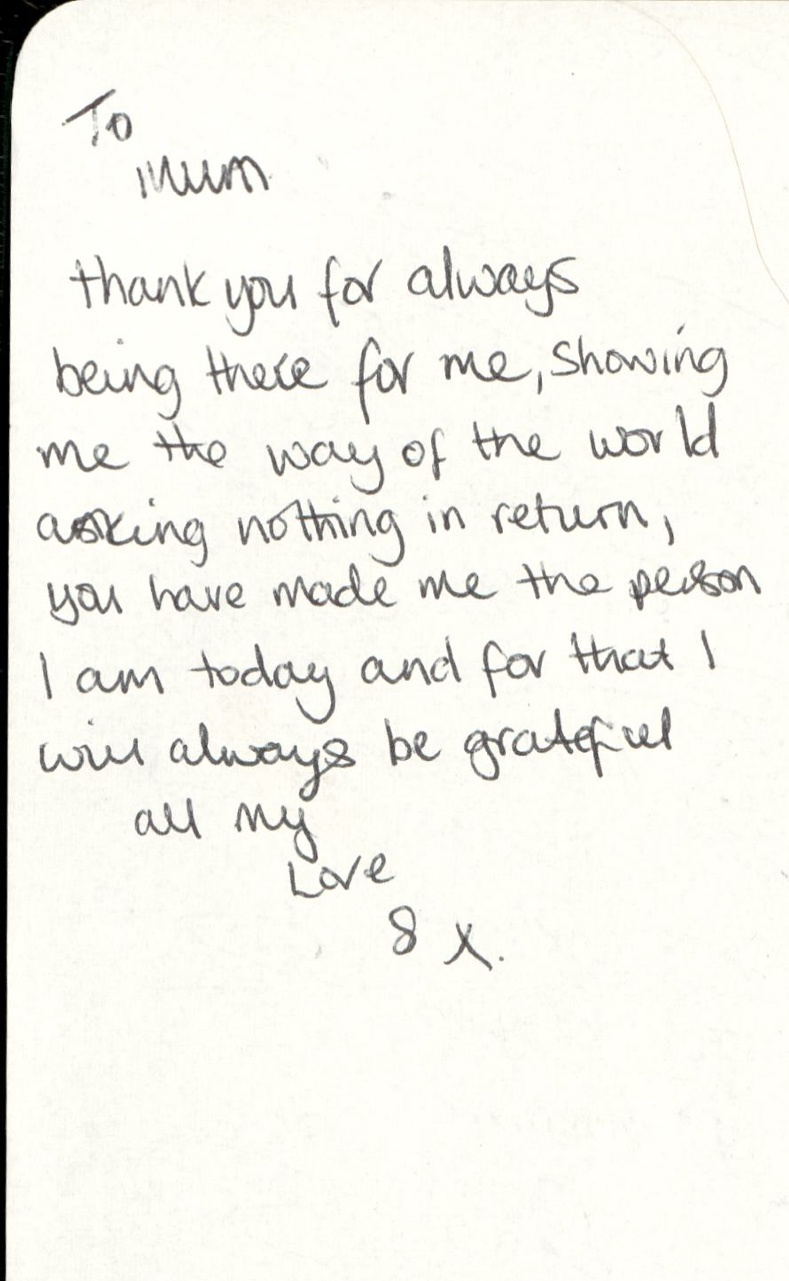 To
Mum
thank you for always
being there for me, showing
me the way of the world
asking nothing in return,
you have made me the person
I am today and for that I
will always be grateful
all my
Love
S x.